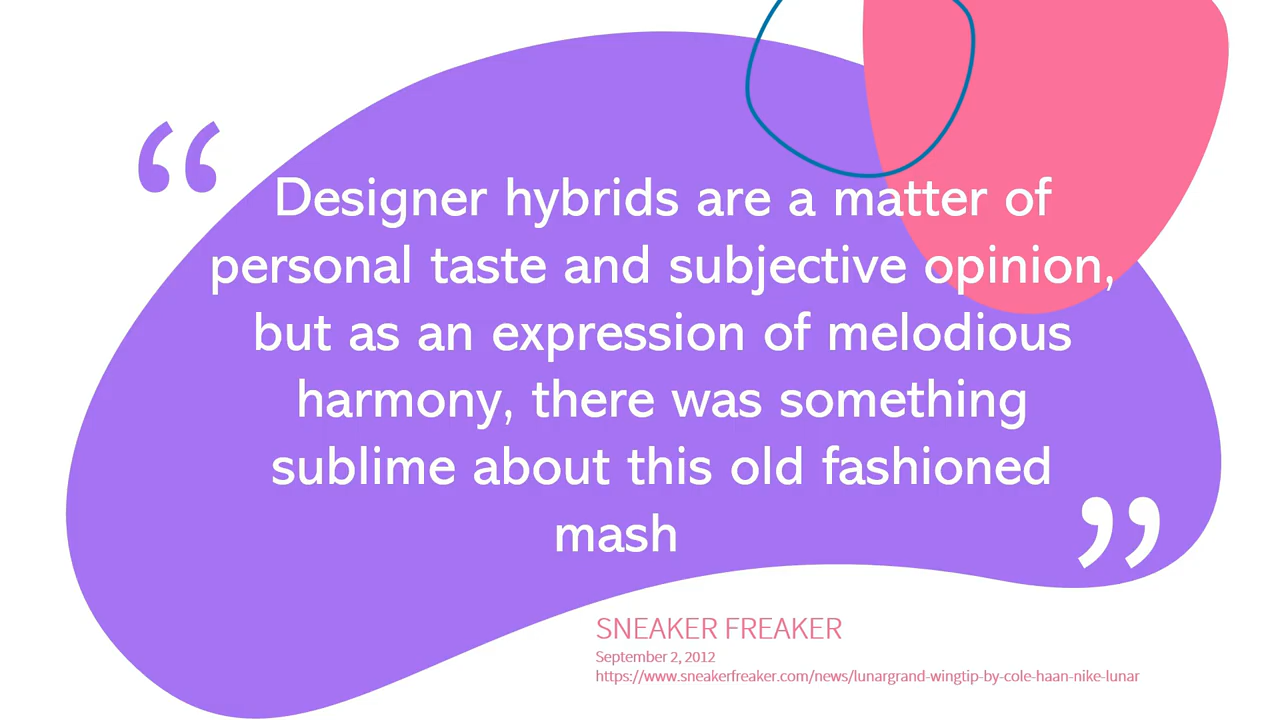 “
Designer hybrids are a matter of
personal taste and subjective opinion,
but as an expression of melodious
harmony, there was something
sublime about this old fashioned
mash
”
SNEAKER FREAKER
September 2, 2012
https://www.sneakerfreaker.com/news/lunargrand-wingtip-by-cole-haan-nike-lunar